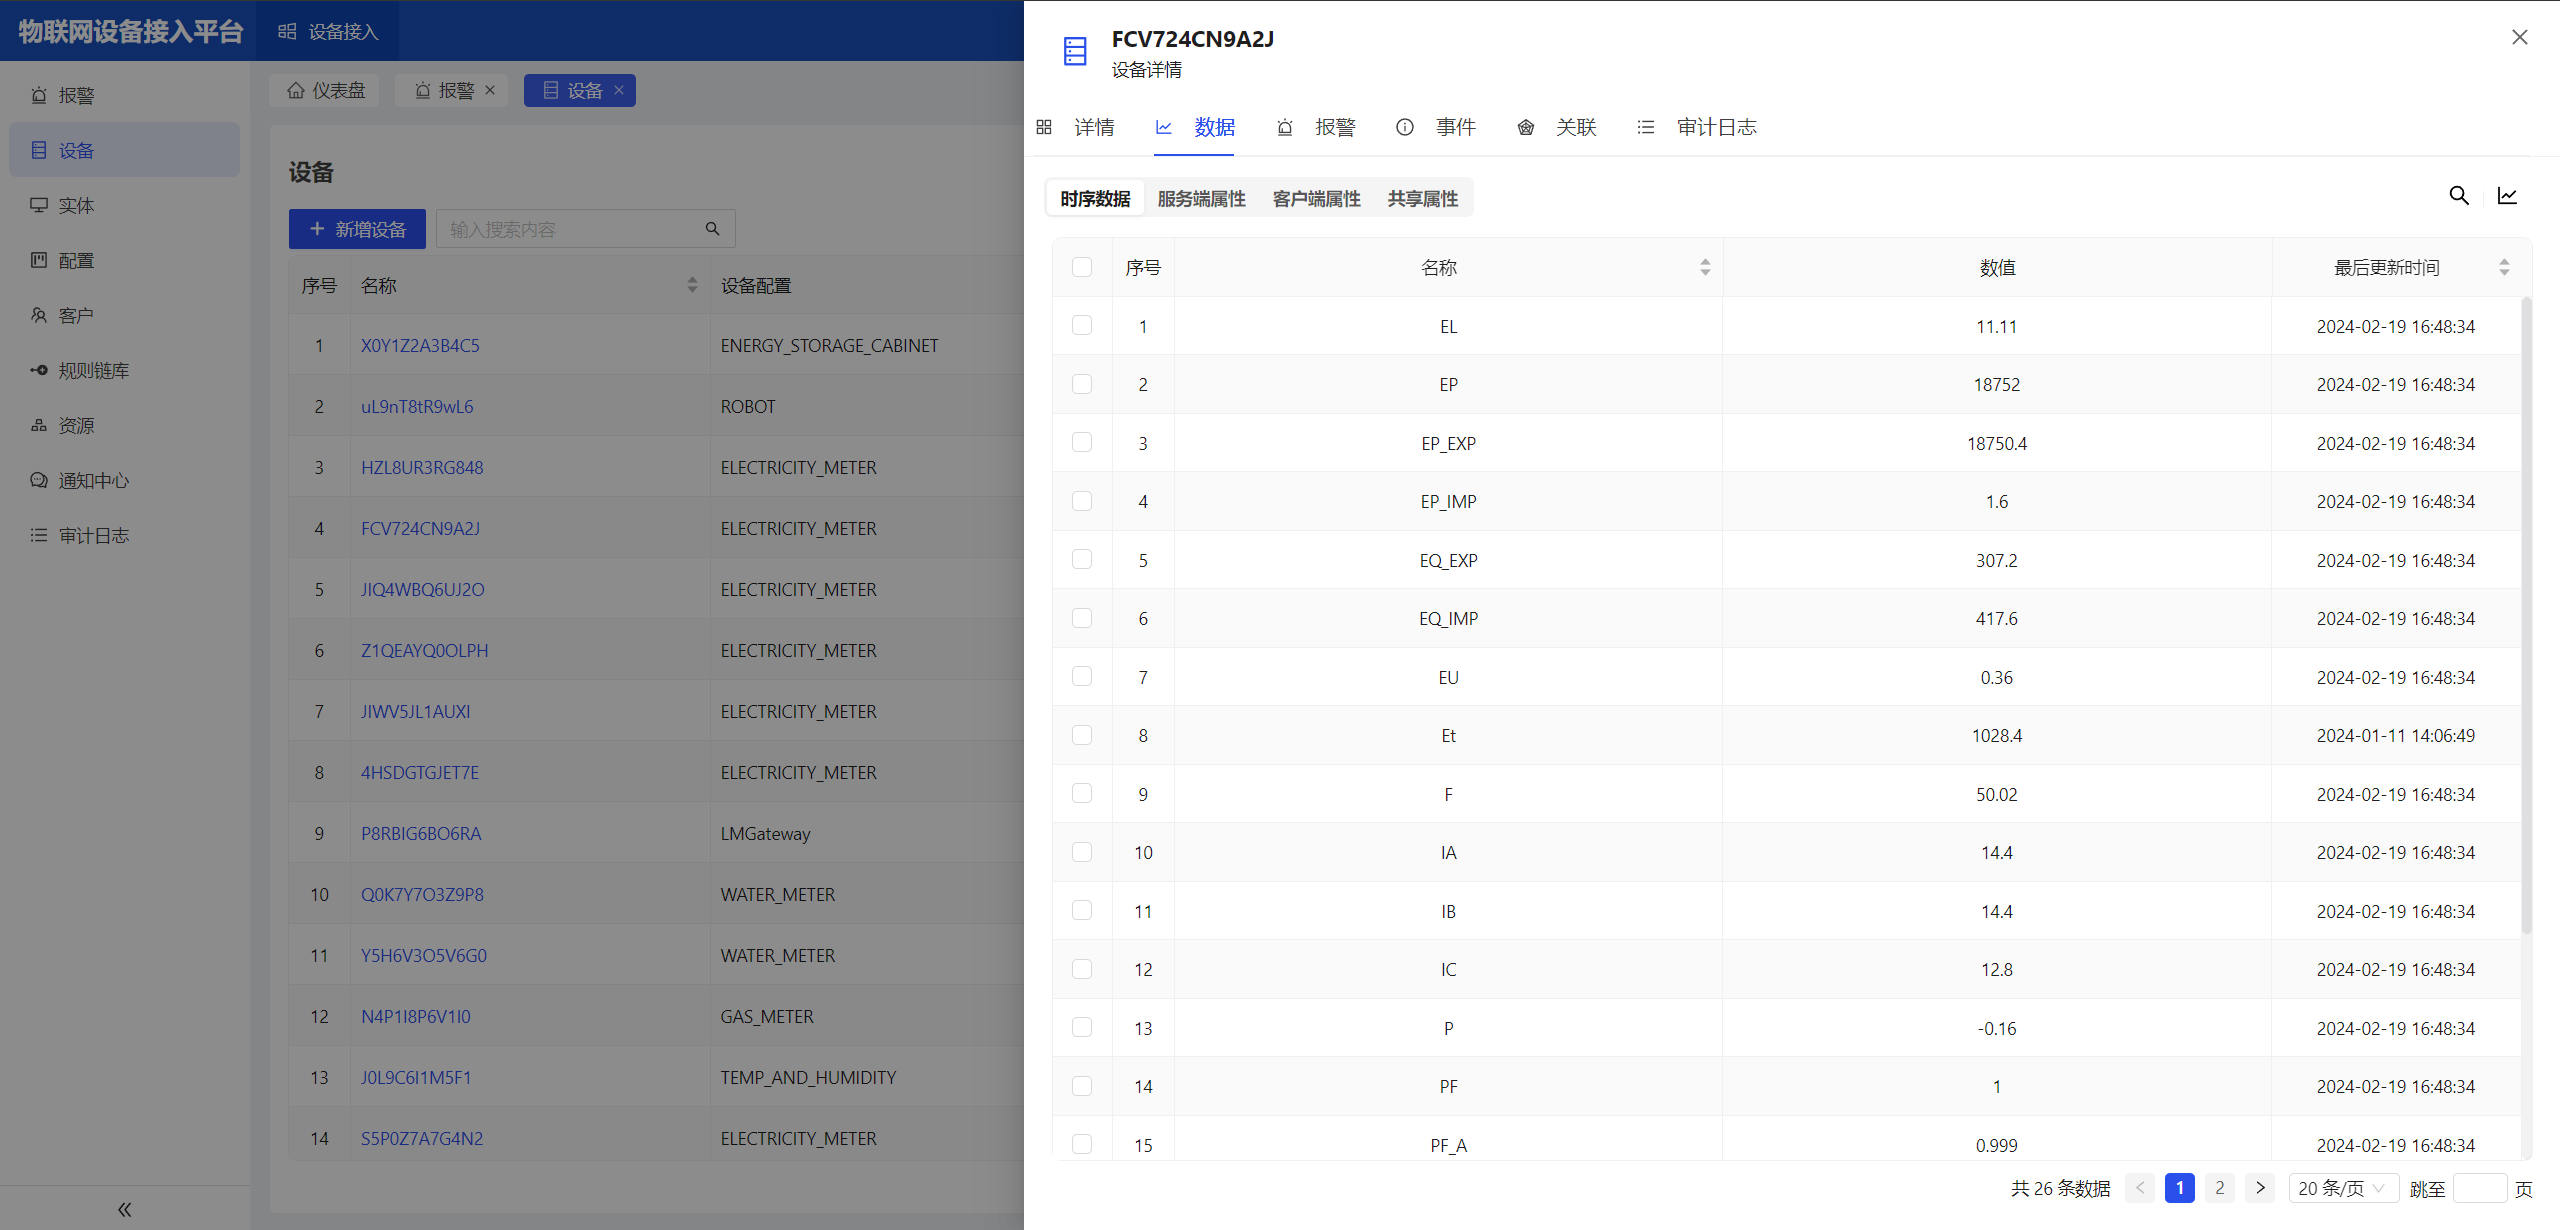 物联网设备接入平台
设备接入
报警
设备
实体
配置
客户
规则链库
资源
通知中心
审计日志
仪表盘 报警 设备
设备
新增设备 输入搜索内容
序号 名称 设备配置
1 X0Y1Z2A3B4C5 ENERGY_STORAGE_CABINET
2 uL9nT8tR9wL6 ROBOT
3 HZL8UR3RG848 ELECTRICITY_METER
4 FCV724CN9A2J ELECTRICITY_METER
5 JIQ4WBQ6UJ2O ELECTRICITY_METER
6 Z1QEAYQ0OLPH ELECTRICITY_METER
7 JIWV5JL1AUXI ELECTRICITY_METER
8 4HSDGTGJET7E ELECTRICITY_METER
9 P8RBIG6BO6RA LMGateway
10 Q0K7Y7O3Z9P8 WATER_METER
11 Y5H6V3O5V6G0 WATER_METER
12 N4P1I8P6V1I0 GAS_METER
13 J0L9C6I1M5F1 TEMP_AND_HUMIDITY
14 S5P0Z7A7G4N2 ELECTRICITY_METER
FCV724CN9A2J
设备详情
详情 数据 报警 事件 关联 审计日志
时序数据 服务端属性 客户端属性 共享属性
序号 名称 数值 最后更新时间
1 EL 11.11 2024-02-19 16:48:34
2 EP 18752 2024-02-19 16:48:34
3 EP_EXP 18750.4 2024-02-19 16:48:34
4 EP_IMP 1.6 2024-02-19 16:48:34
5 EQ_EXP 307.2 2024-02-19 16:48:34
6 EQ_IMP 417.6 2024-02-19 16:48:34
7 EU 0.36 2024-02-19 16:48:34
8 Et 1028.4 2024-01-11 14:06:49
9 F 50.02 2024-02-19 16:48:34
10 IA 14.4 2024-02-19 16:48:34
11 IB 14.4 2024-02-19 16:48:34
12 IC 12.8 2024-02-19 16:48:34
13 P -0.16 2024-02-19 16:48:34
14 PF 1 2024-02-19 16:48:34
15 PF_A 0.999 2024-02-19 16:48:34
共 26 条数据 1 2 20 条/页 跳至 页